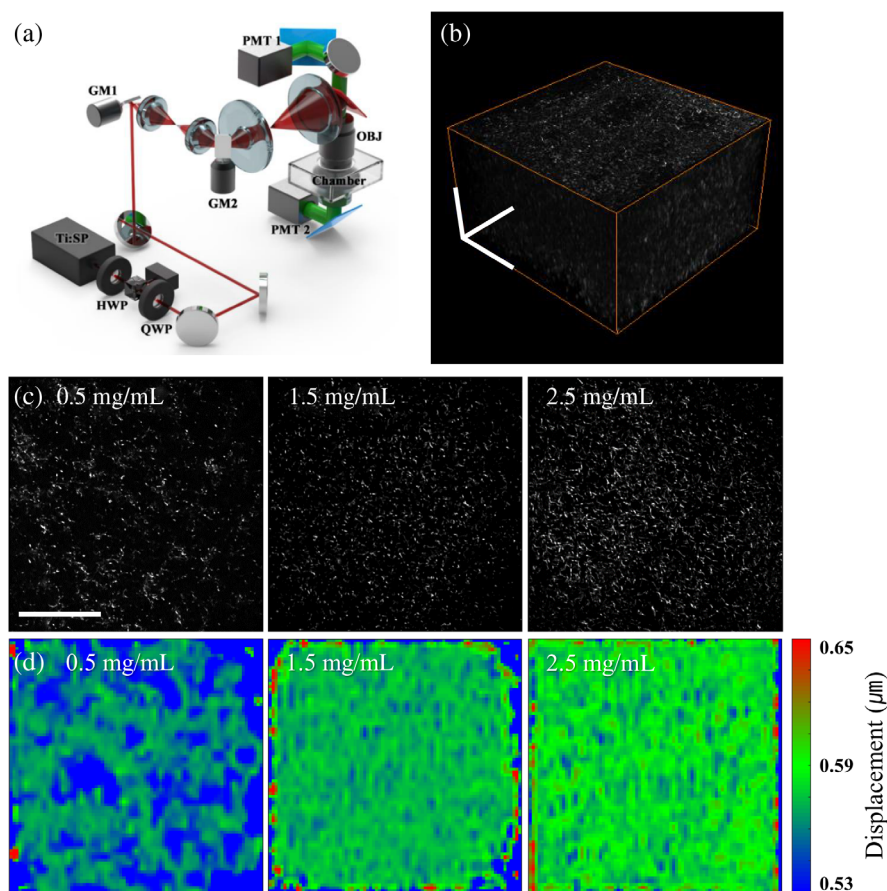 (a)
PMT 1
GM1
OBJ
Chamber
GM2
PMT 2
Ti:SP
HWP
QWP
(b)
(c) 0.5 mg/mL
1.5 mg/mL
2.5 mg/mL
(d) 0.5 mg/mL
1.5 mg/mL
2.5 mg/mL
0.65
0.59
0.53
Displacement (μm)